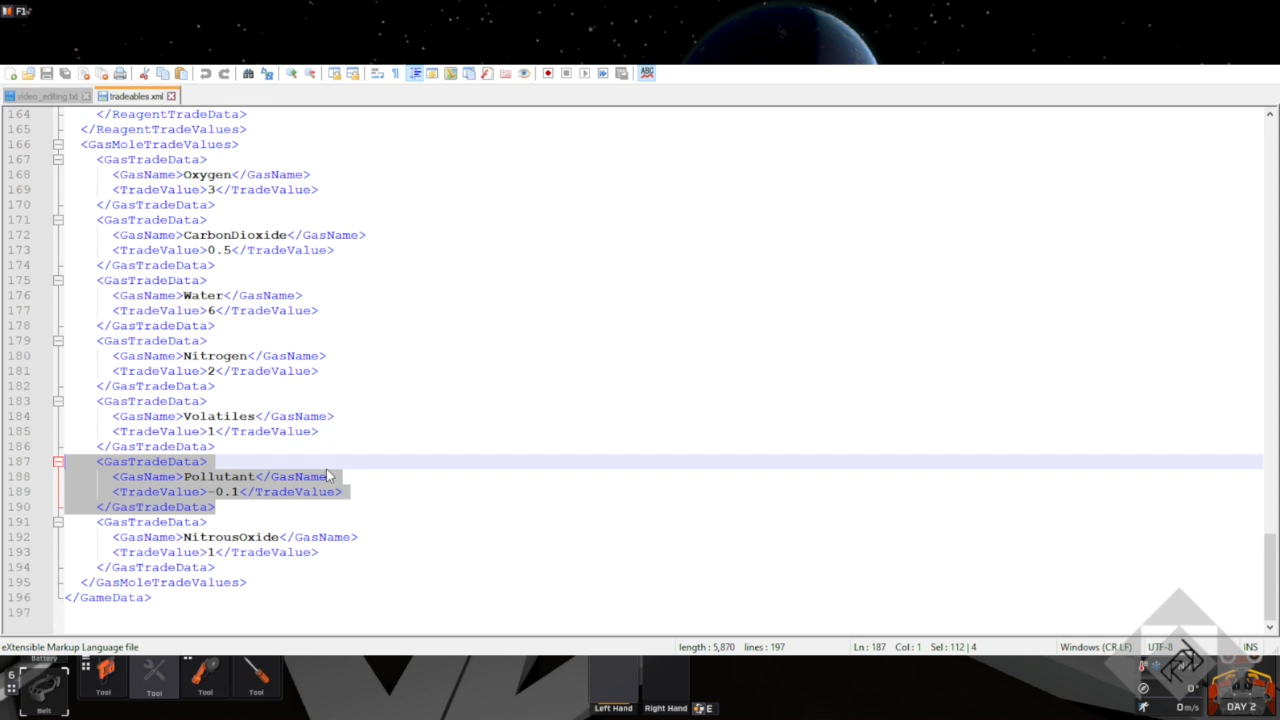 F1
video_editing.txt
tradeables.xml
164 </ReagentTradeData>
165 </ReagentTradeValues>
166 <GasMoleTradeValues>
167 <GasTradeData>
168 <GasName>Oxygen</GasName>
169 <TradeValue>3</TradeValue>
170 </GasTradeData>
171 <GasTradeData>
172 <GasName>CarbonDioxide</GasName>
173 <TradeValue>0.5</TradeValue>
174 </GasTradeData>
175 <GasTradeData>
176 <GasName>Water</GasName>
177 <TradeValue>6</TradeValue>
178 </GasTradeData>
179 <GasTradeData>
180 <GasName>Nitrogen</GasName>
181 <TradeValue>2</TradeValue>
182 </GasTradeData>
183 <GasTradeData>
184 <GasName>Volatiles</GasName>
185 <TradeValue>1</TradeValue>
186 </GasTradeData>
187 <GasTradeData>
188 <GasName>Pollutant</GasName>
189 <TradeValue>-0.1</TradeValue>
190 </GasTradeData>
191 <GasTradeData>
192 <GasName>NitrousOxide</GasName>
193 <TradeValue>1</TradeValue>
194 </GasTradeData>
195 </GasMoleTradeValues>
196 </GameData>
197
eXtensible Markup Language file length : 5,870 lines : 197 Ln : 187 Col : 1 Sel : 112 | 4 Windows (CR LF) UTF-8 INS
Battery
6
Tool Tool Tool Tool
Belt
Left Hand Right Hand E
0°
0m/s
DAY 2